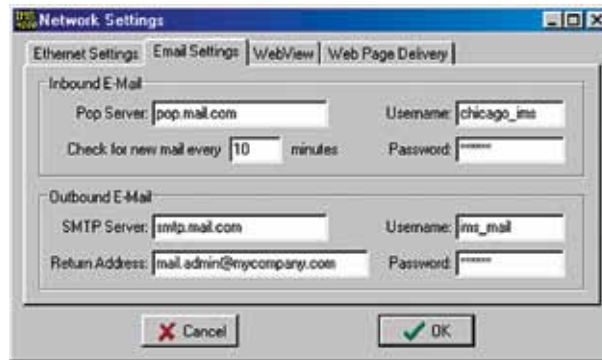 IMS 4000 Network Settings
Ethernet Settings Email Settings WebView Web Page Delivery
Inbound E-Mail
Pop Server: pop.mail.com Username: chicago_ims
Check for new mail every 10 minutes Password: ******
Outbound E-Mail
SMTP Server: smtp.mail.com Username: ims_mail
Return Address: mail.admin@mycompany.com Password: ******
Cancel OK